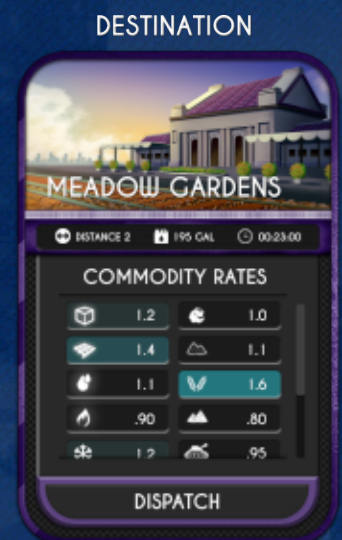 DESTINATION
MEADOW GARDENS
DISTANCE 2 195 GAL 00:23:00
COMMODITY RATES
1.2 1.0
1.4 1.1
1.1 1.6
.90 .80
1.2 .95
DISPATCH